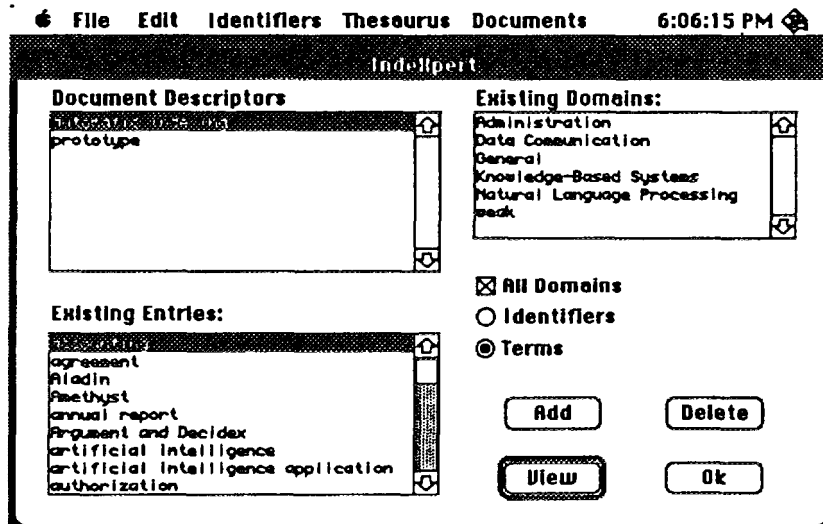 File Edit Identifiers Thesaurus Documents 6:06:15 PM
IndeXpert
Document Descriptors
prototype
Existing Domains:
Administration
Data Communication
General
Knowledge-Based Systems
Natural Language Processing
weak
All Domains
Identifiers
Terms
Existing Entries:
agreement
Aladin
Amethyst
annual report
Argument and Decidex
artificial intelligence
artificial intelligence application
authorization
Add
Delete
View
Ok